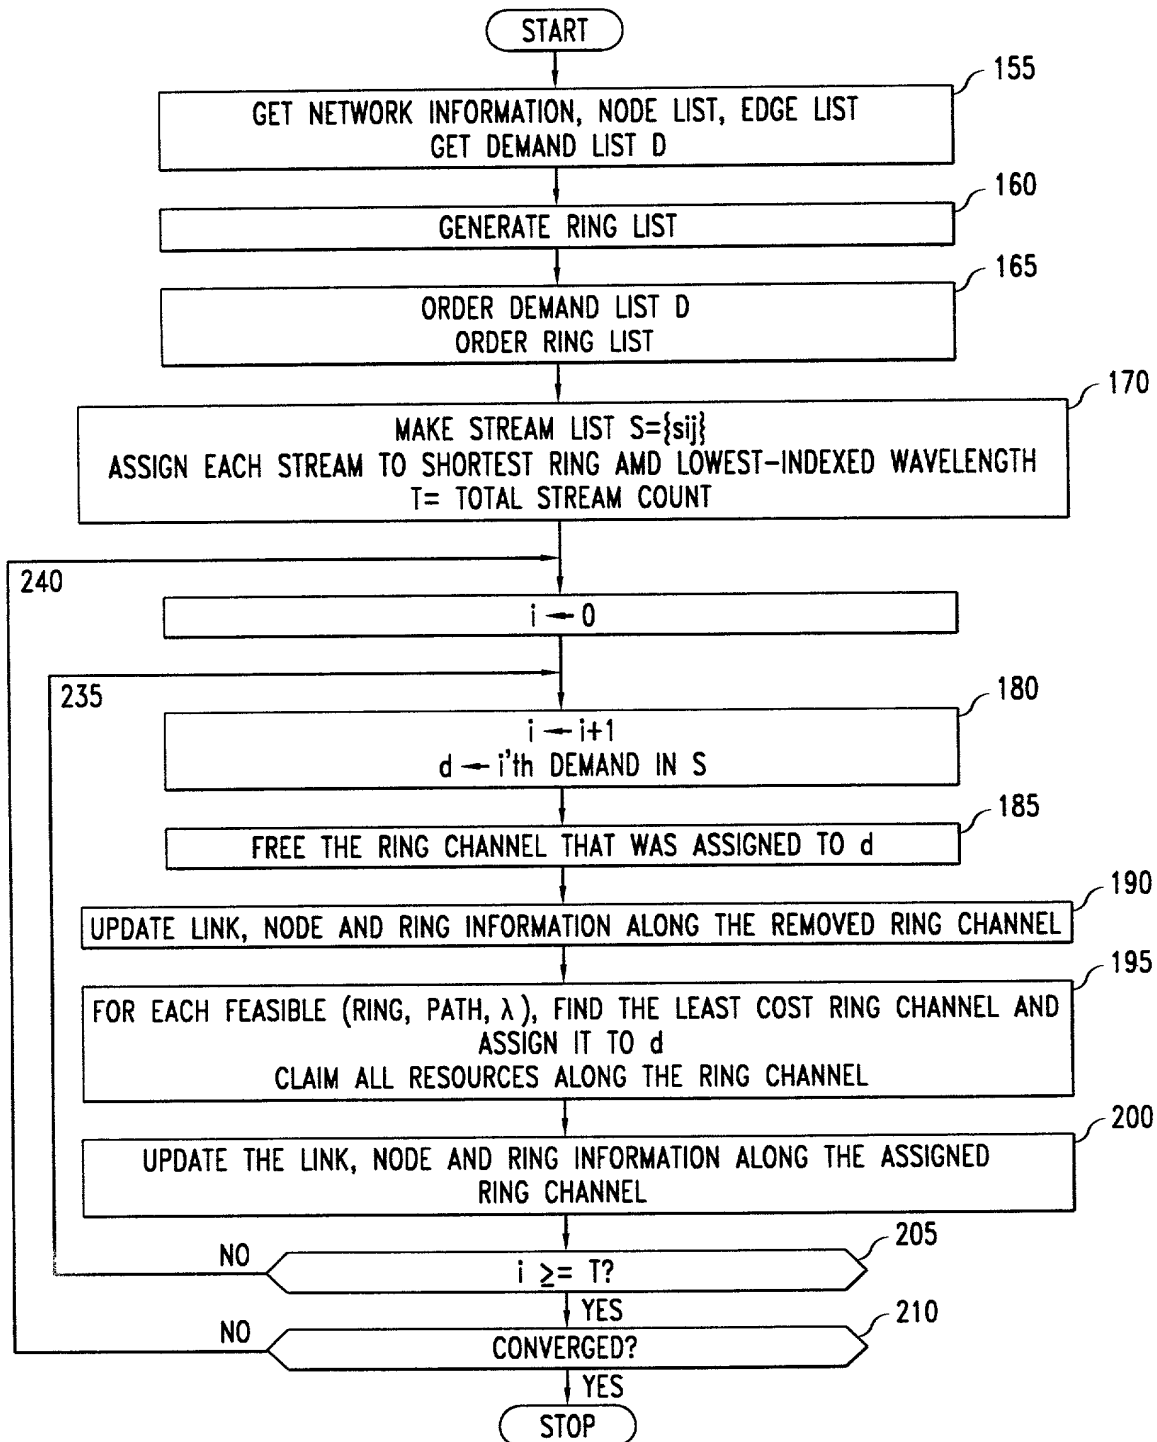 START
155
GET NETWORK INFORMATION, NODE LIST, EDGE LIST
GET DEMAND LIST D
160
GENERATE RING LIST
165
ORDER DEMAND LIST D
ORDER RING LIST
170
MAKE STREAM LIST S={sij}
ASSIGN EACH STREAM TO SHORTEST RING AMD LOWEST-INDEXED WAVELENGTH
T= TOTAL STREAM COUNT
240
i ← 0
235
180
i ← i+1
d ← i'th DEMAND IN S
185
FREE THE RING CHANNEL THAT WAS ASSIGNED TO d
190
UPDATE LINK, NODE AND RING INFORMATION ALONG THE REMOVED RING CHANNEL
195
FOR EACH FEASIBLE (RING, PATH, λ), FIND THE LEAST COST RING CHANNEL AND
ASSIGN IT TO d
CLAIM ALL RESOURCES ALONG THE RING CHANNEL
200
UPDATE THE LINK, NODE AND RING INFORMATION ALONG THE ASSIGNED
RING CHANNEL
205
NO
i >= T?
YES
210
NO
CONVERGED?
YES
STOP